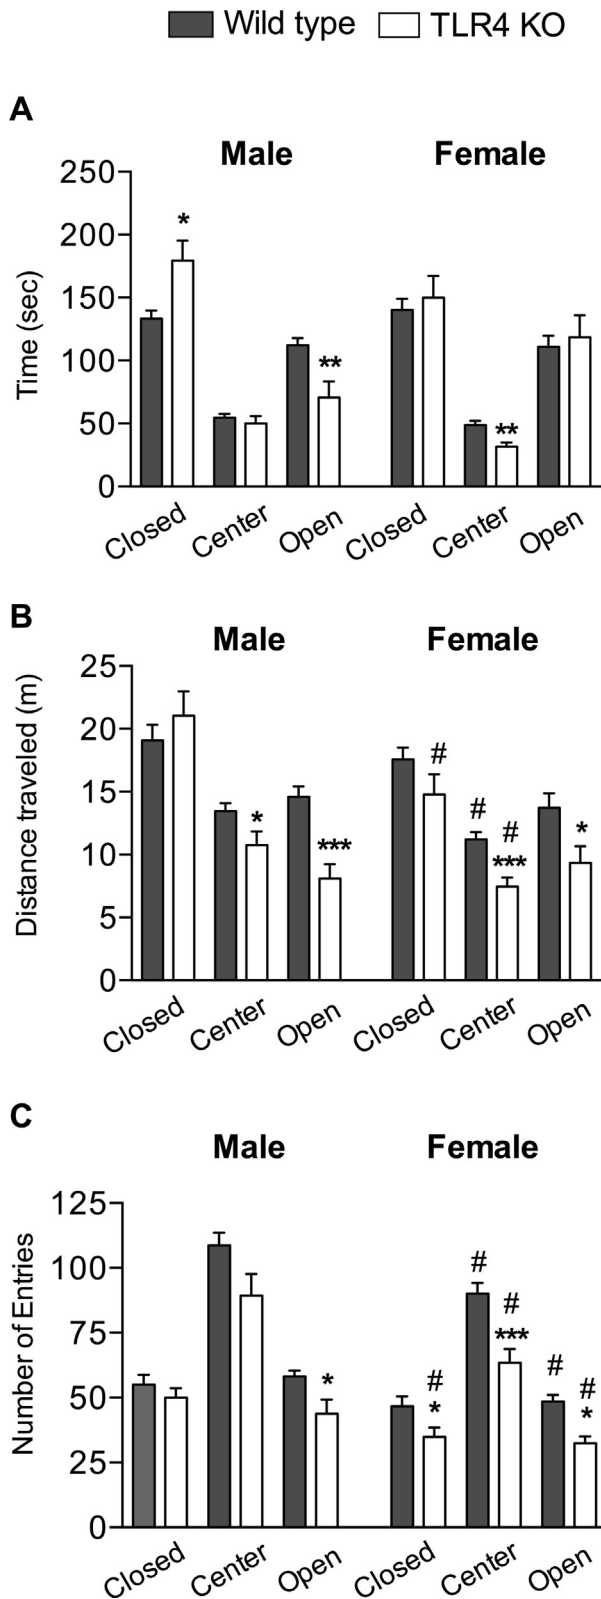 Wild type TLR4 KO
A
Male Female
Time (sec)
250
200
150
100
50
0
*
**
**
Closed Center Open Closed Center Open
B
Male Female
Distance traveled (m)
25
20
15
10
5
0
*
***
#
#
#
***
*
Closed Center Open Closed Center Open
C
Male Female
Number of Entries
125
100
75
50
25
0
*
#
*
#
#
***
#
#
*
Closed Center Open Closed Center Open